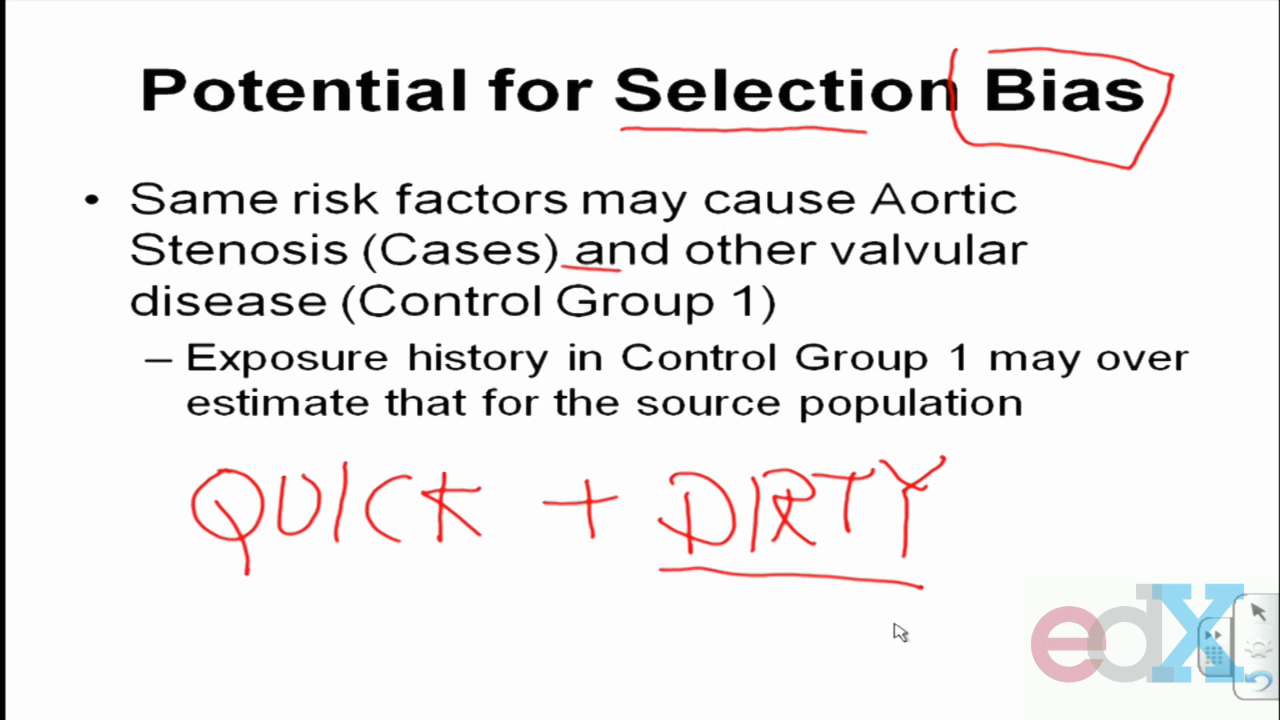 Potential for Selection Bias
• Same risk factors may cause Aortic
Stenosis (Cases) and other valvular
disease (Control Group 1)
– Exposure history in Control Group 1 may over
estimate that for the source population
QUICK + DIRTY
edX